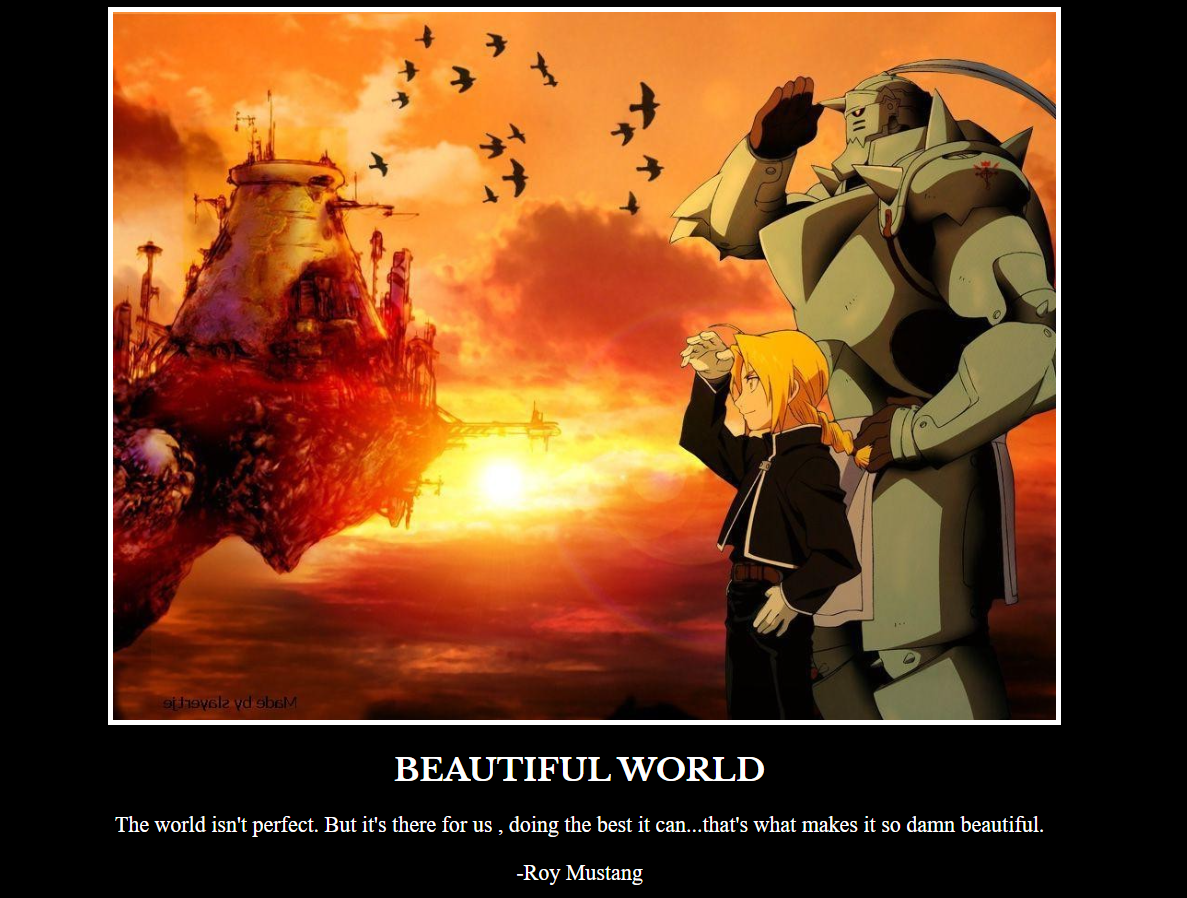 Made by slayertje
BEAUTIFUL WORLD
The world isn't perfect. But it's there for us , doing the best it can...that's what makes it so damn beautiful.
-Roy Mustang